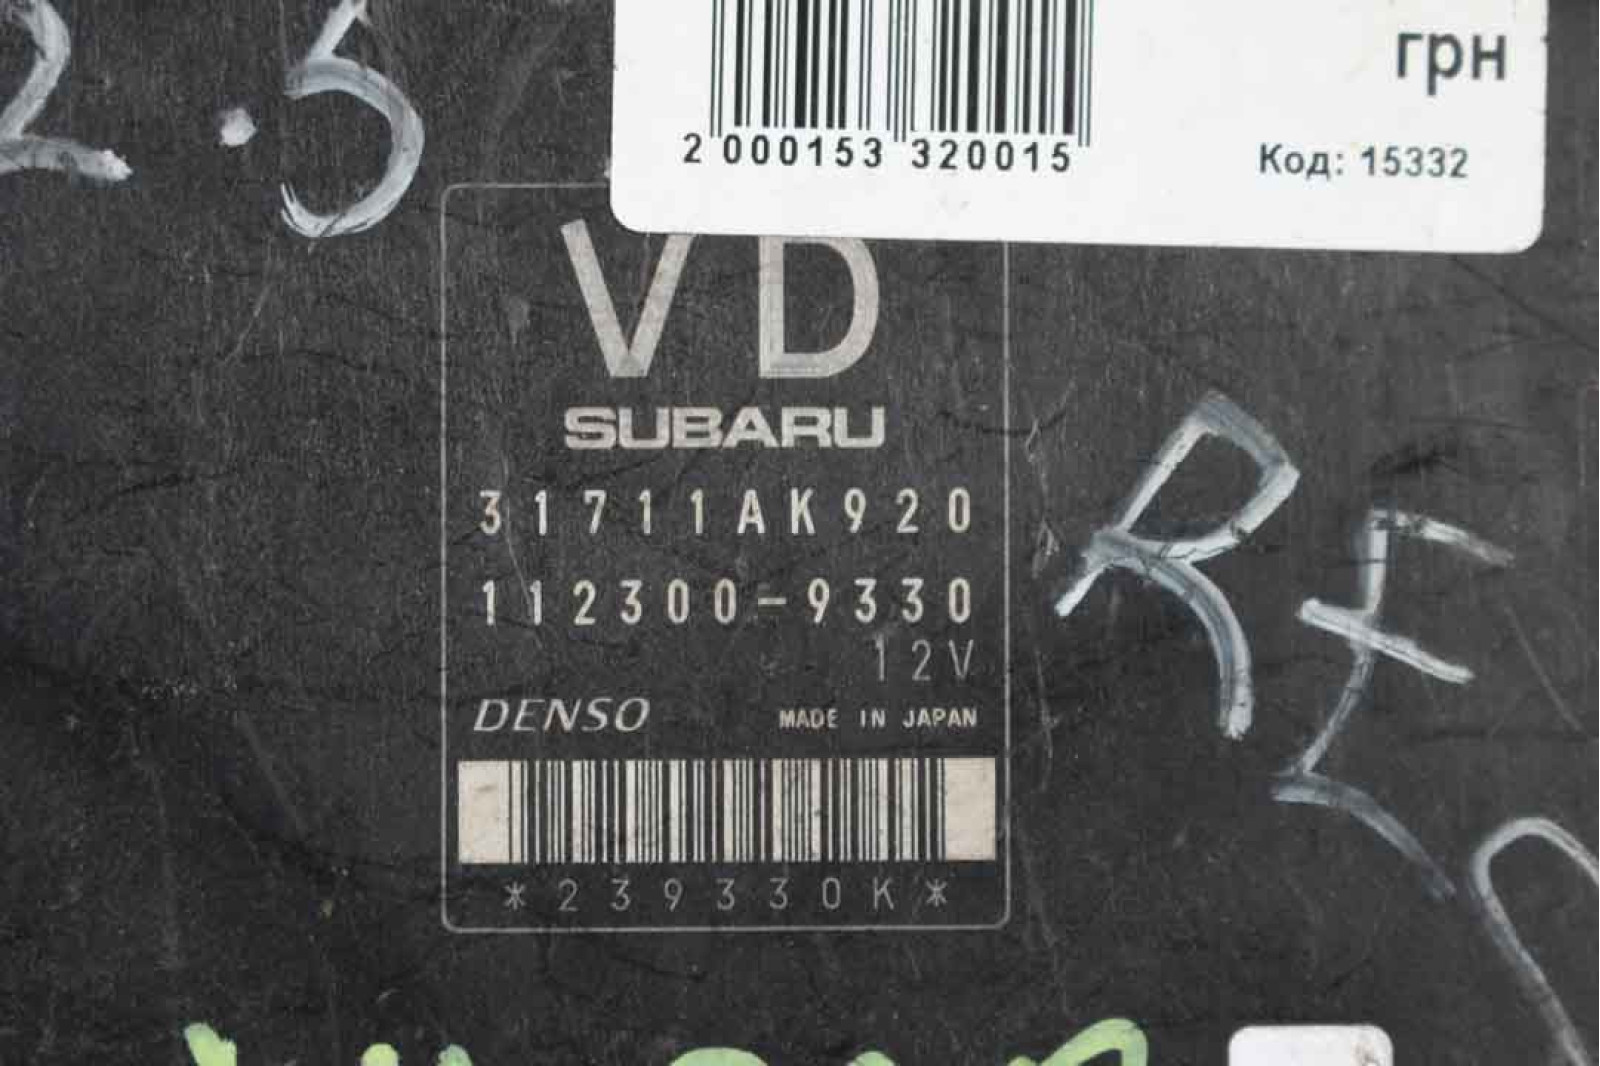 2.5
грн
2 000153 320015
Код: 15332
VD
SUBARU
31711AK920
112300-9330
12V
DENSO MADE IN JAPAN
*239330K*